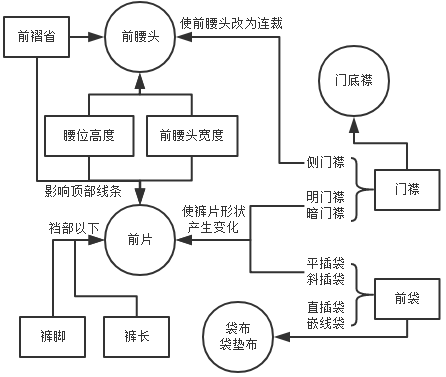 前褶省
前腰头
使前腰头改为连裁
门底襟
腰位高度
前腰头宽度
侧门襟
影响顶部线条
明门襟
暗门襟
门襟
裆部以下
前片
使裤片形状
产生变化
平插袋
斜插袋
直插袋
嵌线袋
前袋
裤脚
裤长
袋布
袋垫布